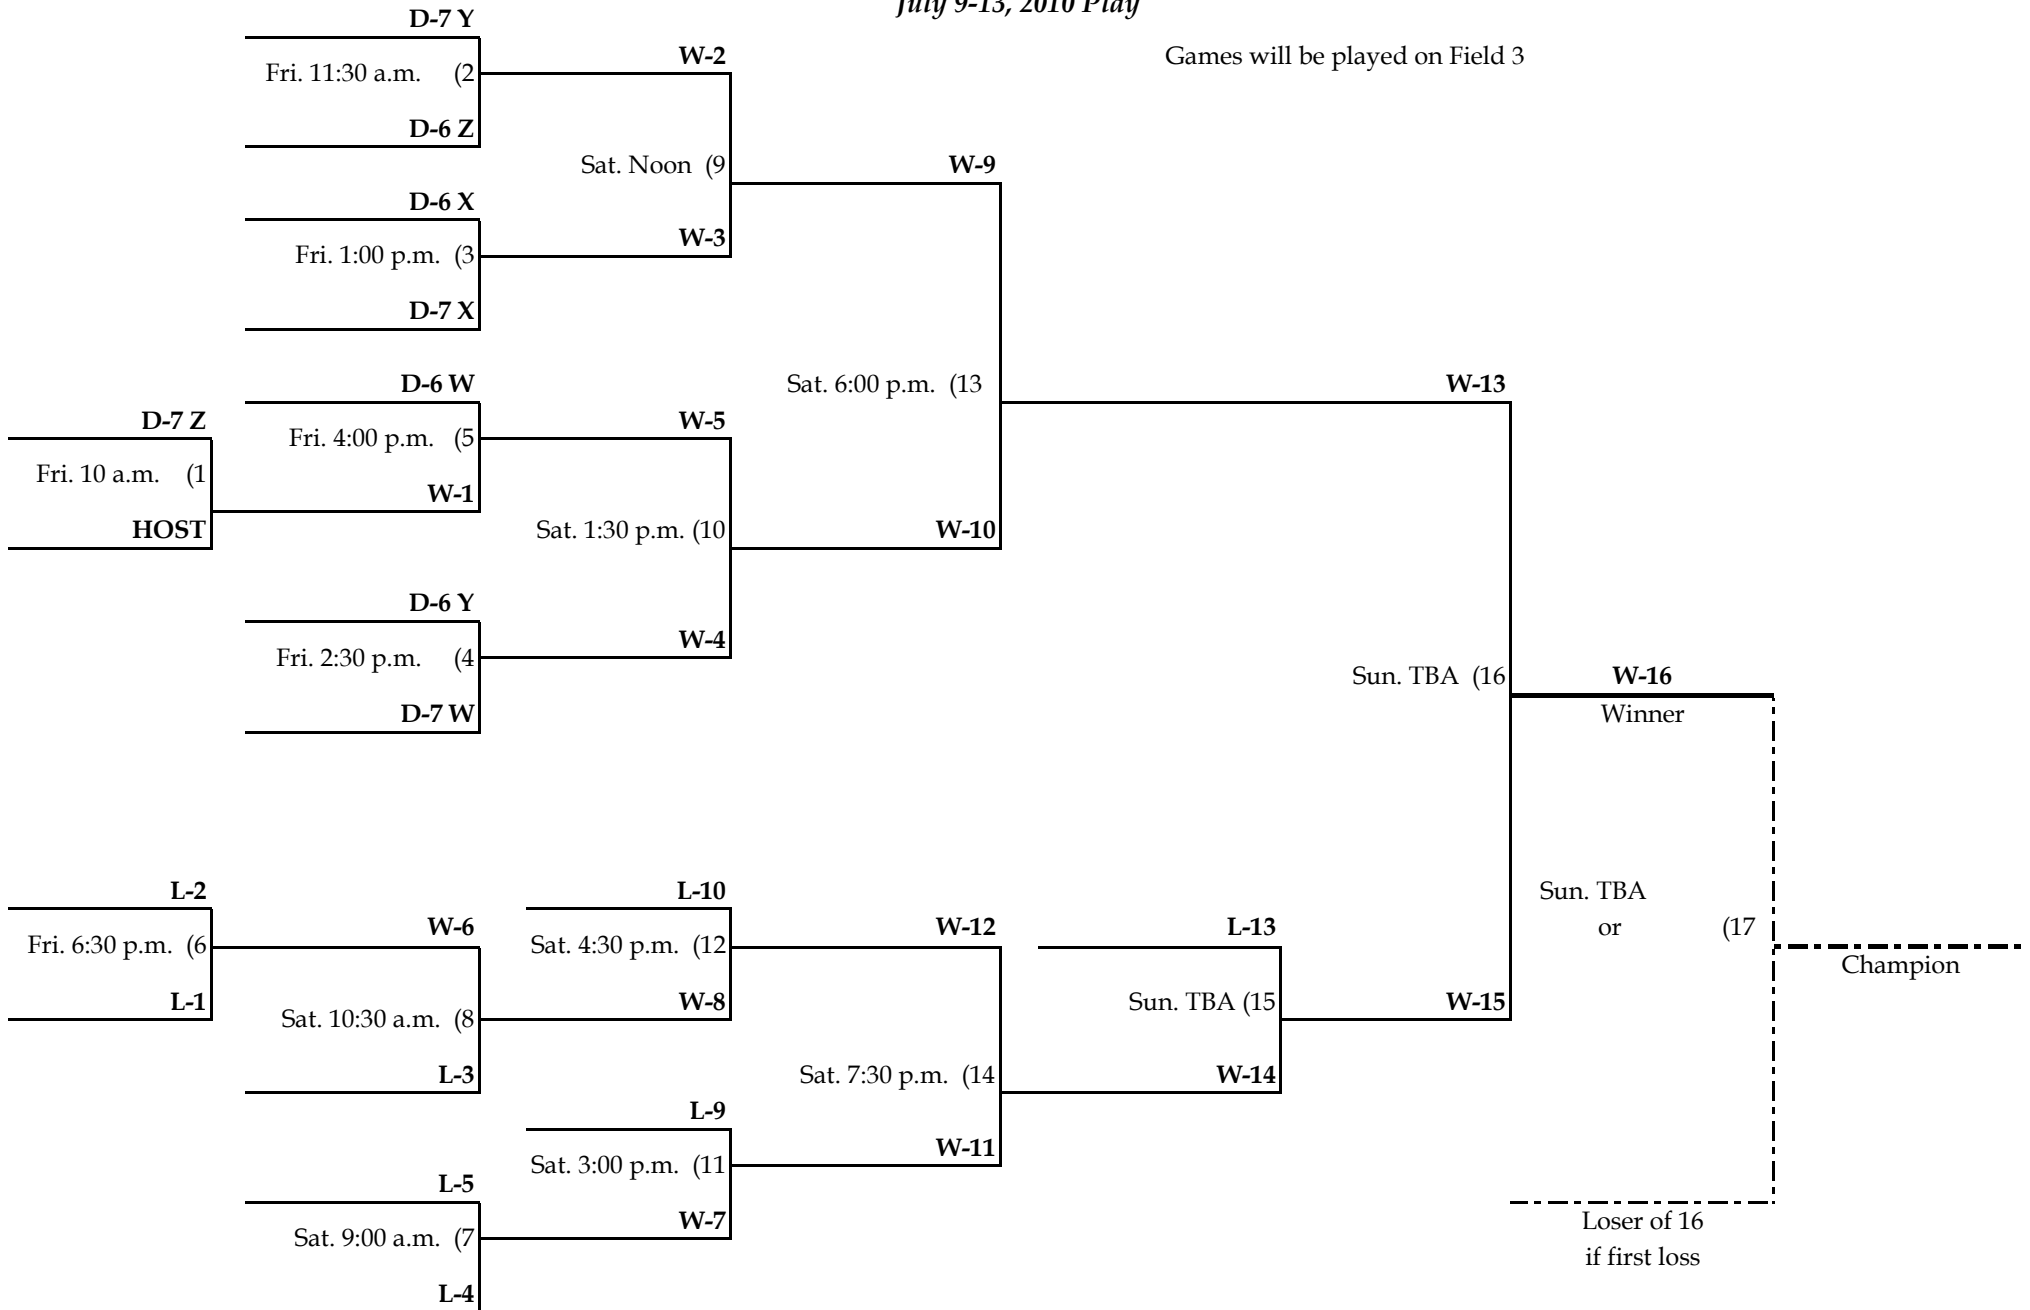 July 9-13, 2010 Play
D-7 Y
W-2
Games will be played on Field 3
Fri. 11:30 a.m. (2
D-6 Z
Sat. Noon (9
W-9
D-6 X
W-3
Fri. 1:00 p.m. (3
D-7 X
D-6 W
Sat. 6:00 p.m. (13
W-13
D-7 Z
Fri. 4:00 p.m. (5
W-5
Fri. 10 a.m. (1
W-1
HOST
Sat. 1:30 p.m. (10
W-10
D-6 Y
W-4
Fri. 2:30 p.m. (4
Sun. TBA (16
W-16
D-7 W
Winner
L-2
L-10
Sun. TBA
W-6
W-12
L-13
or (17
Fri. 6:30 p.m. (6
Sat. 4:30 p.m. (12
Champion
L-1
W-8
Sun. TBA (15
W-15
Sat. 10:30 a.m. (8
L-3
Sat. 7:30 p.m. (14
W-14
L-9
W-11
Sat. 3:00 p.m. (11
L-5
W-7
Loser of 16
Sat. 9:00 a.m. (7
if first loss
L-4